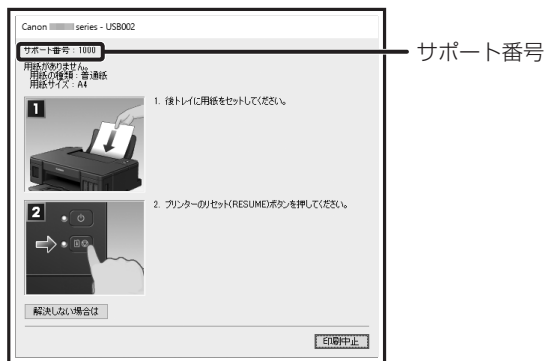 Canon series - USB002
サポート番号 : 1000
サポート番号
用紙がありません。
用紙の種類 : 普通紙
用紙サイズ : A4
1
1. 後トレイに用紙をセットしてください。
2
2. プリンターのリセット(RESUME)ボタンを押してください。
解決しない場合は
印刷中止